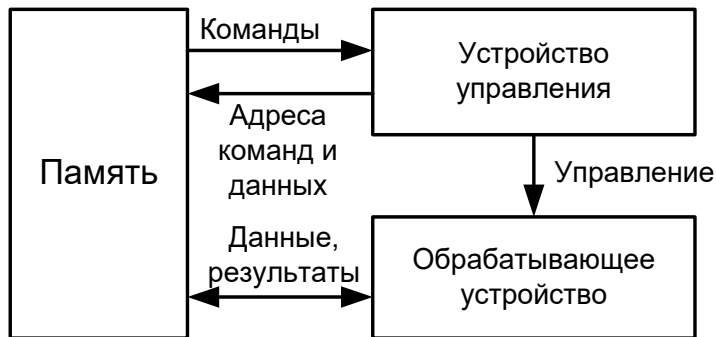 Команды
Устройство
управления
Адреса
команд и
данных
Память
Управление
Данные,
результаты
Обрабатывающее
устройство